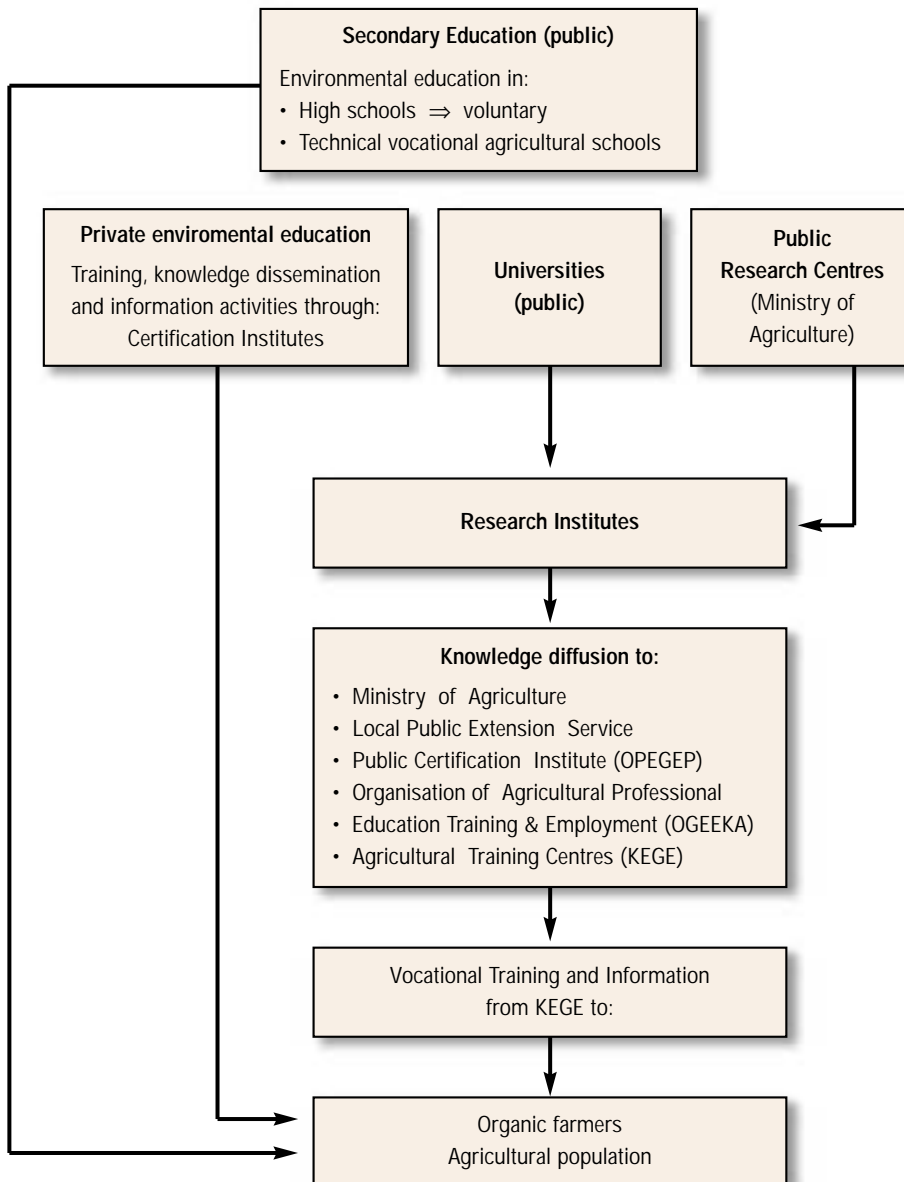 Secondary Education (public)
Environmental education in:
• High schools ⇒ voluntary
• Technical vocational agricultural schools
Private enviromental education
Training, knowledge dissemination
and information activities through:
Certification Institutes
Universities
(public)
Public
Research Centres
(Ministry of
Agriculture)
Research Institutes
Knowledge diffusion to:
• Ministry of Agriculture
• Local Public Extension Service
• Public Certification Institute (OPEGEP)
• Organisation of Agricultural Professional
• Education Training & Employment (OGEEKA)
• Agricultural Training Centres (KEGE)
Vocational Training and Information
from KEGE to:
Organic farmers
Agricultural population